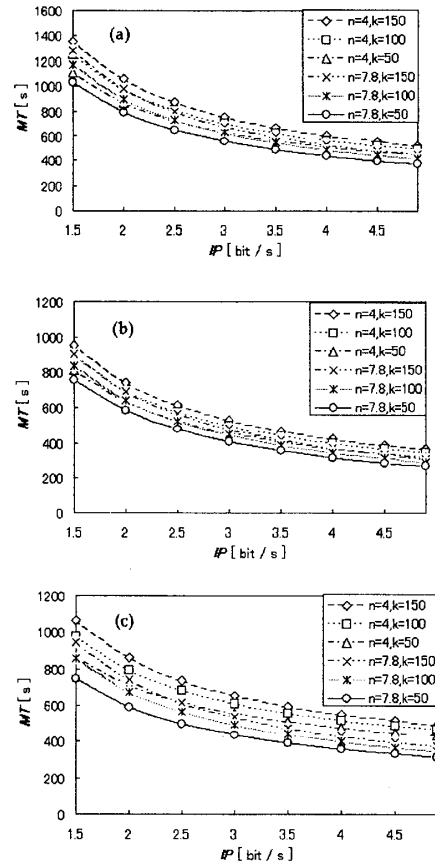 (a)
1600
1400
1200
1000
800
600
400
200
0
MT [ s ]
n=4,k=150
n=4,k=100
n=4,k=50
n=7.8,k=150
n=7.8,k=100
n=7.8,k=50
1.5 2 2.5 3 3.5 4 4.5
IP [ bit / s ]
(b)
1200
1000
800
600
400
200
0
MT [ s ]
n=4,k=150
n=4,k=100
n=4,k=50
n=7.8,k=150
n=7.8,k=100
n=7.8,k=50
1.5 2 2.5 3 3.5 4 4.5
IP [ bit / s ]
(c)
1200
1000
800
600
400
200
0
MT [ s ]
n=4,k=150
n=4,k=100
n=4,k=50
n=7.8,k=150
n=7.8,k=100
n=7.8,k=50
1.5 2 2.5 3 3.5 4 4.5
IP [ bit / s ]